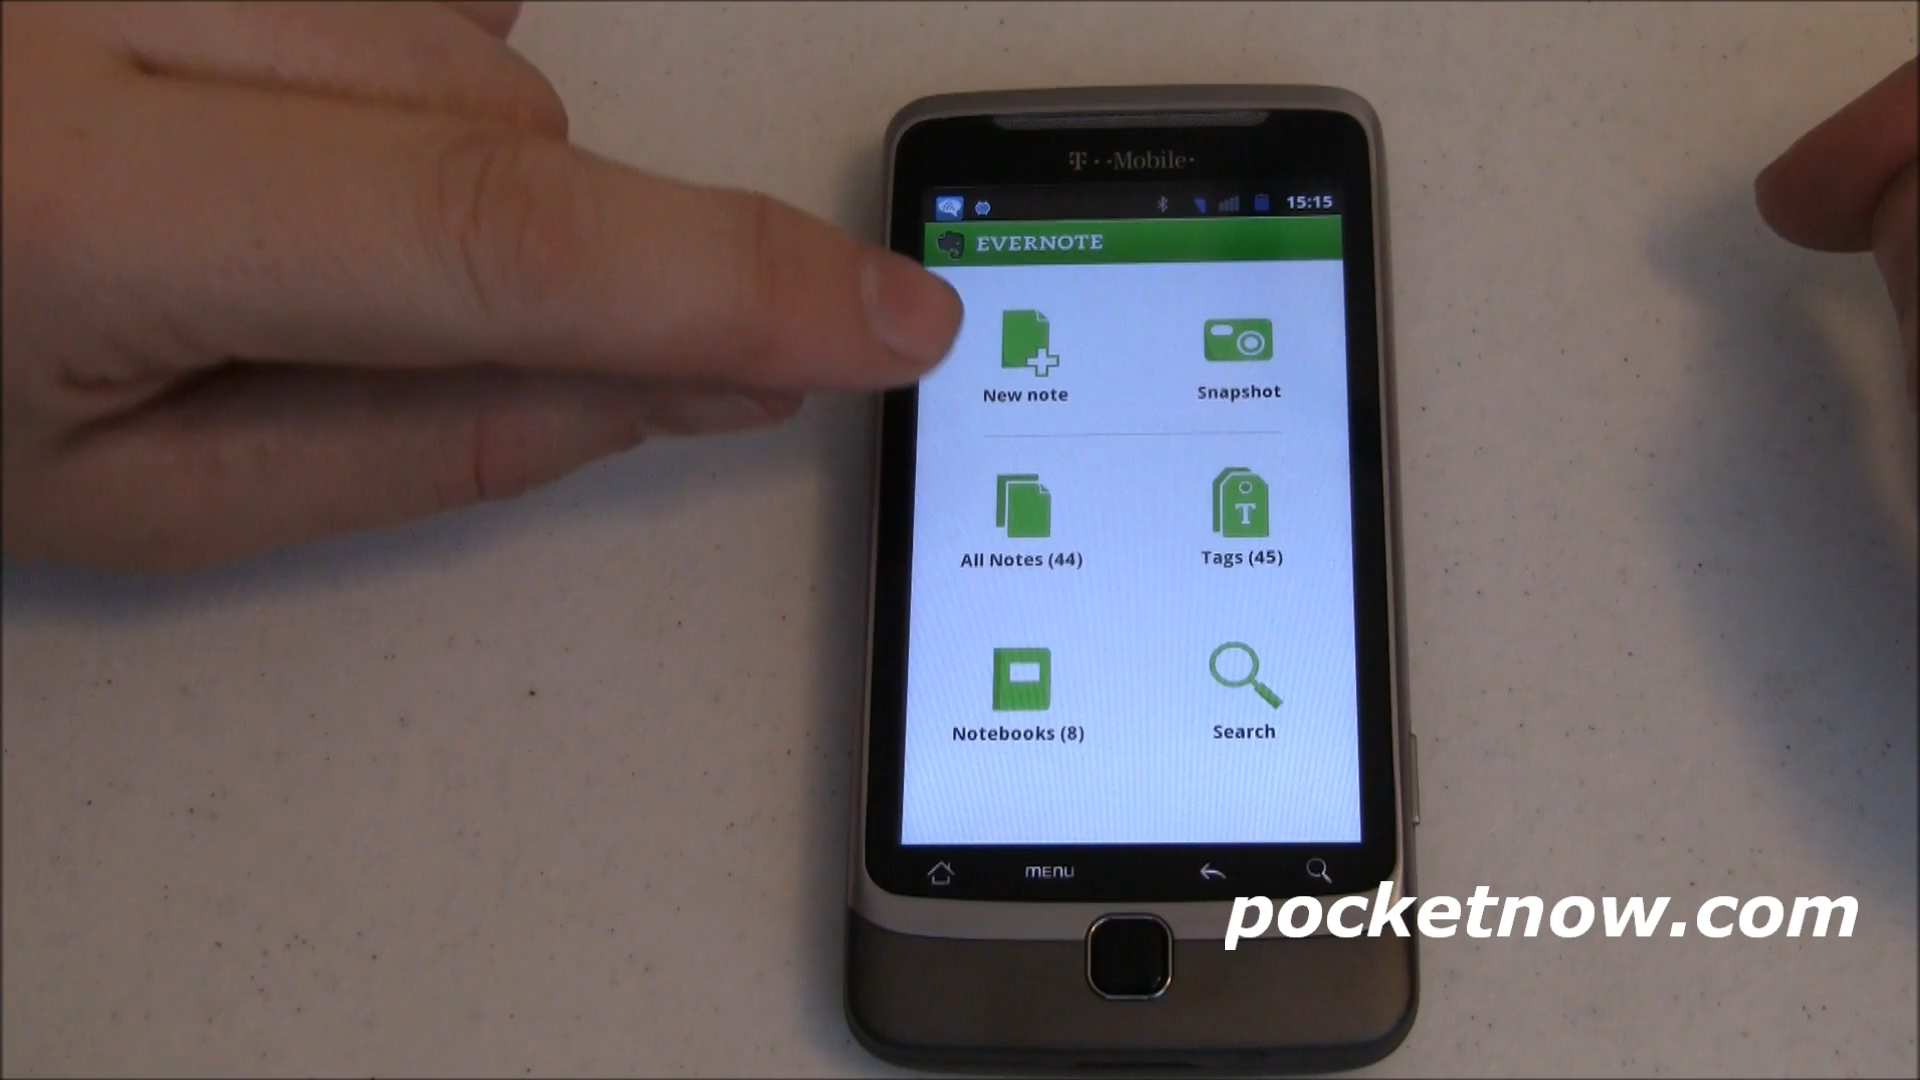 T··Mobile·
15:15
EVERNOTE
New note
Snapshot
All Notes (44)
Tags (45)
T
Notebooks (8)
Search
MENU
pocketnow.com